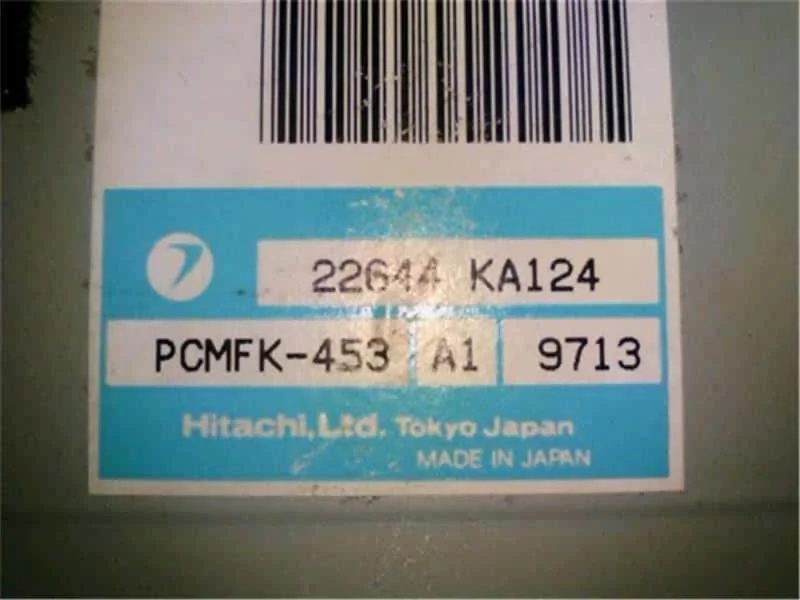 22644 KA124
PCMFK-453 A1 9713
Hitachi,Ltd. Tokyo Japan
MADE IN JAPAN